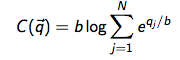 C(\vec{q}) = b \log \sum_{j=1}^{N} e^{q_j/b}